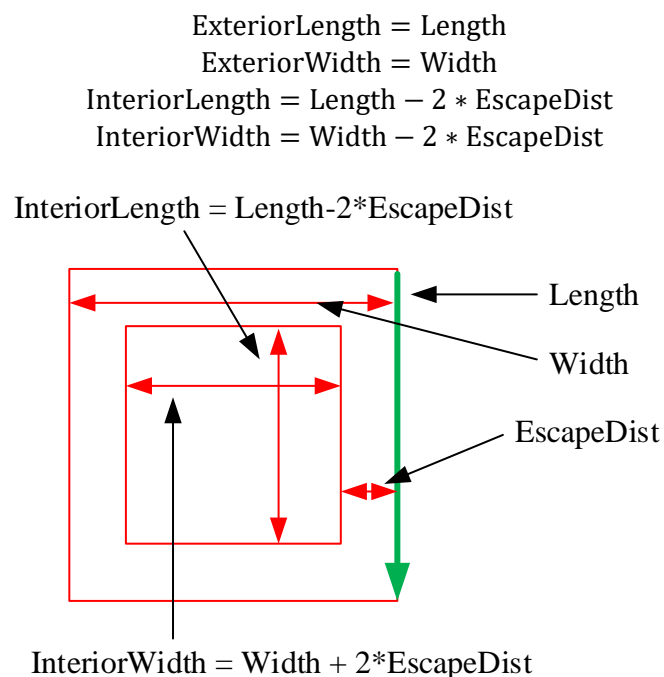 ExteriorLength = Length
ExteriorWidth = Width
InteriorLength = Length − 2 ∗ EscapeDist
InteriorWidth = Width − 2 ∗ EscapeDist
InteriorLength = Length-2*EscapeDist
Length
Width
EscapeDist
InteriorWidth = Width + 2*EscapeDist